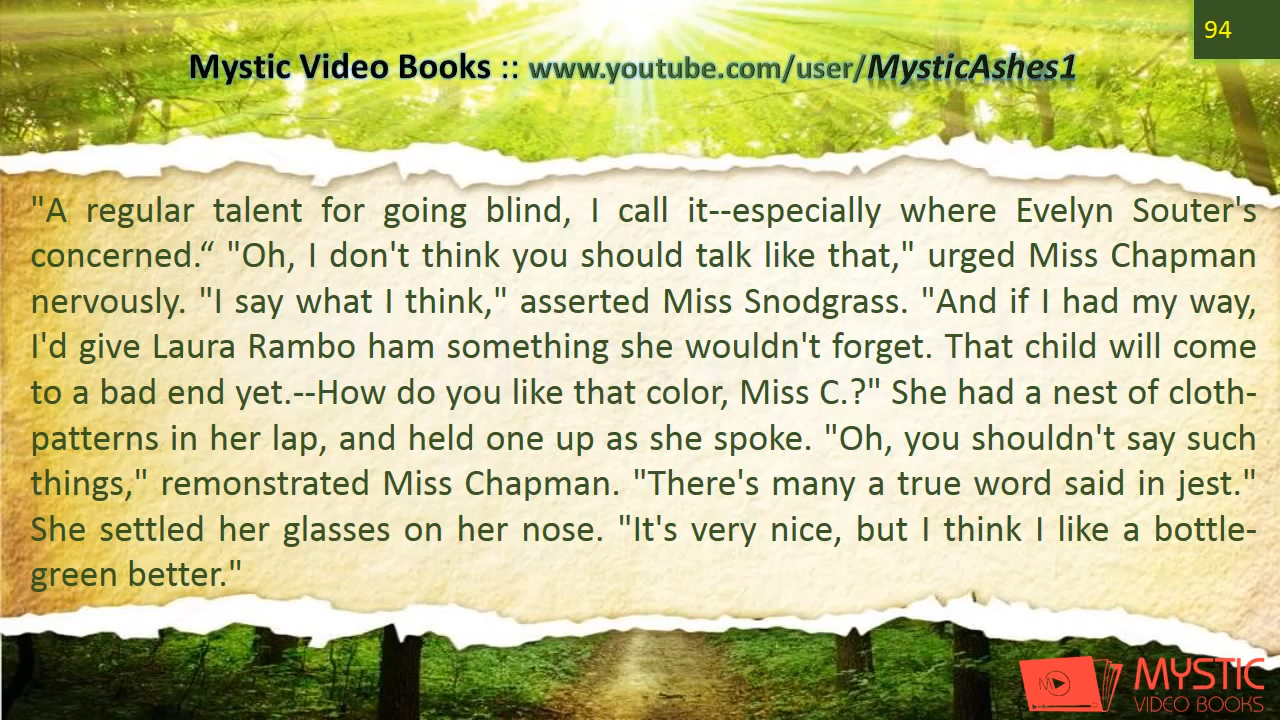 94
Mystic Video Books :: www.youtube.com/user/MysticAshes1
"A regular talent for going blind, I call it--especially where Evelyn Souter's
concerned.“ "Oh, I don't think you should talk like that," urged Miss Chapman
nervously. "I say what I think," asserted Miss Snodgrass. "And if I had my way,
I'd give Laura Rambo ham something she wouldn't forget. That child will come
to a bad end yet.--How do you like that color, Miss C.?" She had a nest of cloth-
patterns in her lap, and held one up as she spoke. "Oh, you shouldn't say such
things," remonstrated Miss Chapman. "There's many a true word said in jest."
She settled her glasses on her nose. "It's very nice, but I think I like a bottle-
green better."
MYSTIC
VIDEO BOOKS